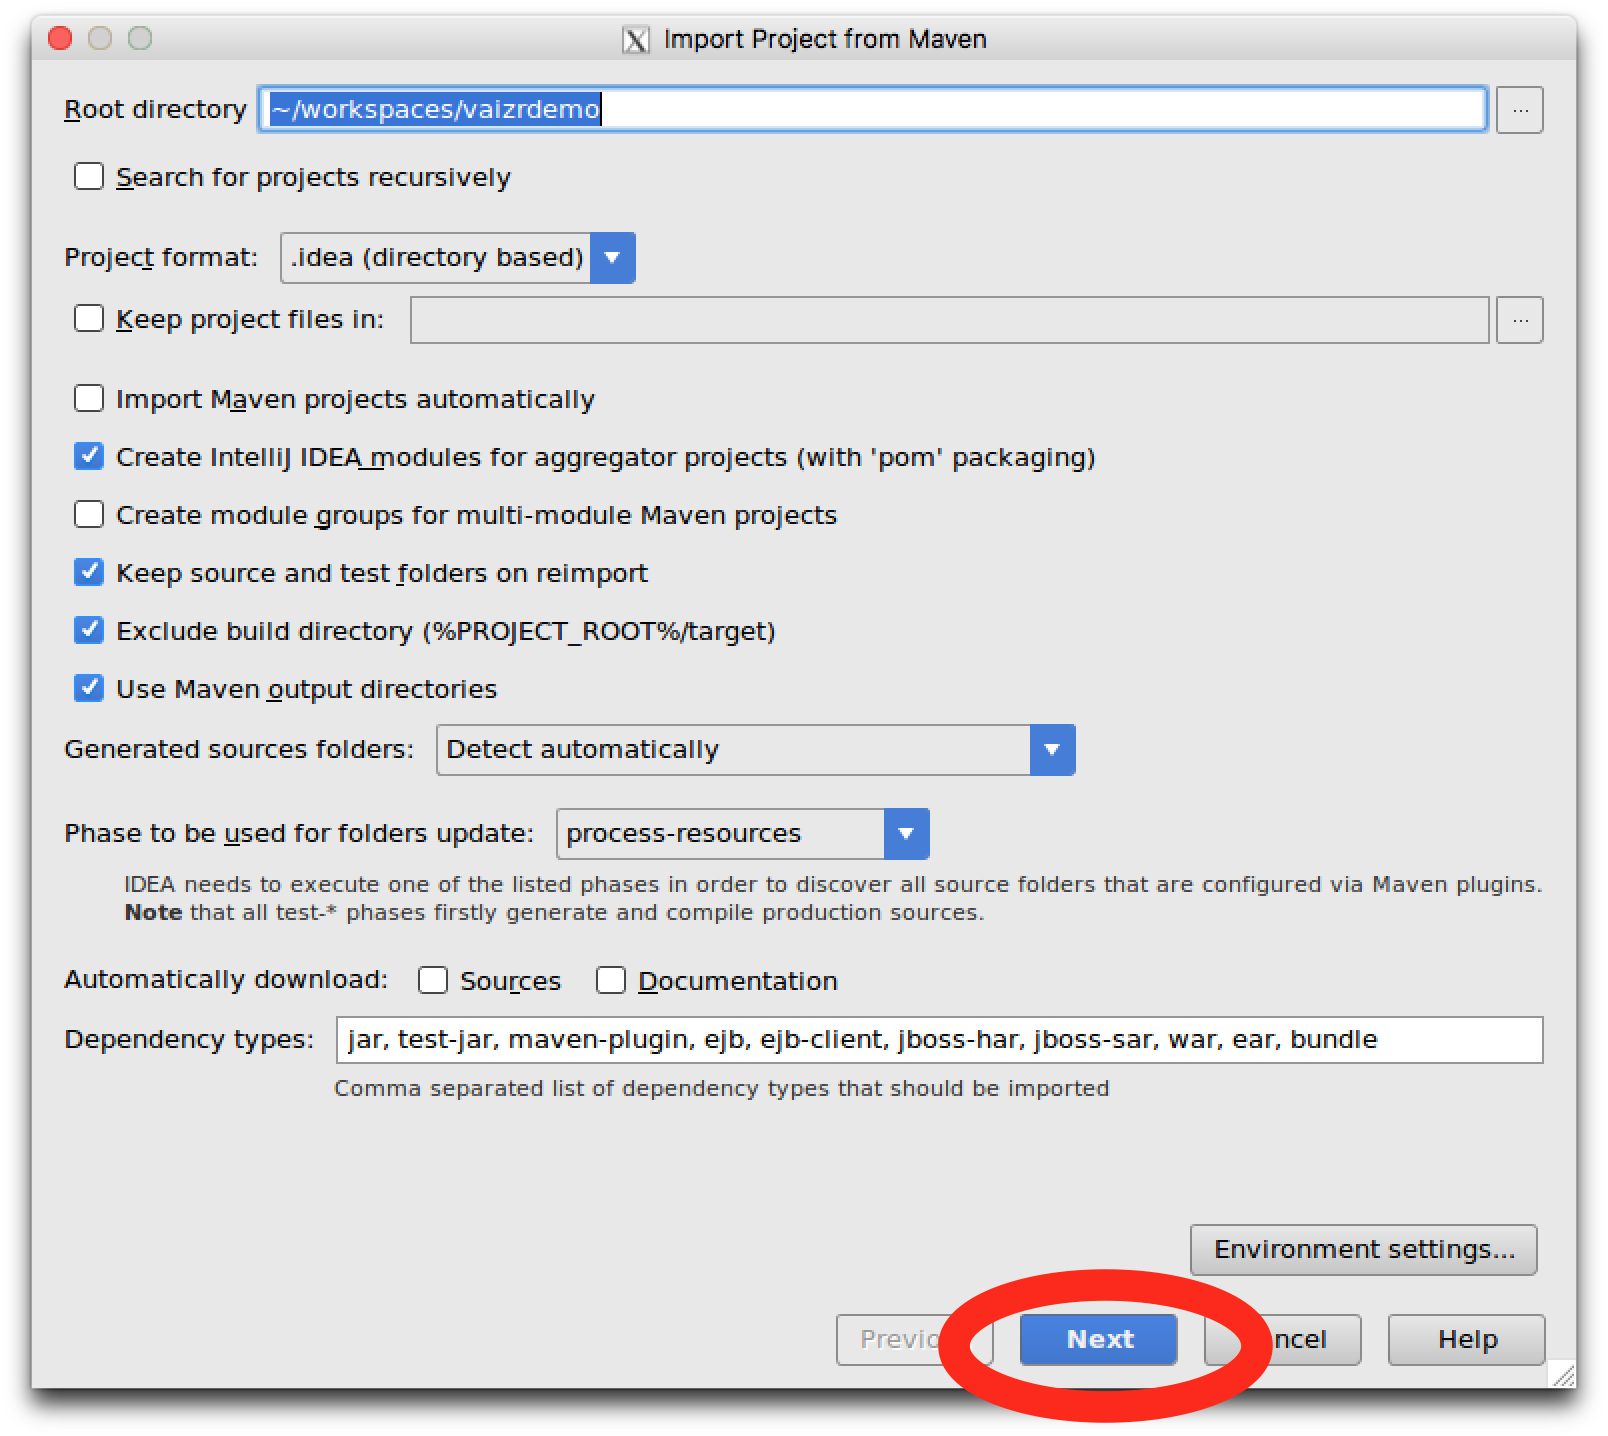 Import Project from Maven
Root directory ~/workspaces/vaizrdemo ...
Search for projects recursively
Project format: .idea (directory based)
Keep project files in: ...
Import Maven projects automatically
Create IntelliJ IDEA modules for aggregator projects (with 'pom' packaging)
Create module groups for multi-module Maven projects
Keep source and test folders on reimport
Exclude build directory (%PROJECT_ROOT%/target)
Use Maven output directories
Generated sources folders: Detect automatically
Phase to be used for folders update: process-resources
IDEA needs to execute one of the listed phases in order to discover all source folders that are configured via Maven plugins.
Note that all test-* phases firstly generate and compile production sources.
Automatically download: Sources Documentation
Dependency types: jar, test-jar, maven-plugin, ejb, ejb-client, jboss-har, jboss-sar, war, ear, bundle
Comma separated list of dependency types that should be imported
Environment settings...
Previo Next ncel Help